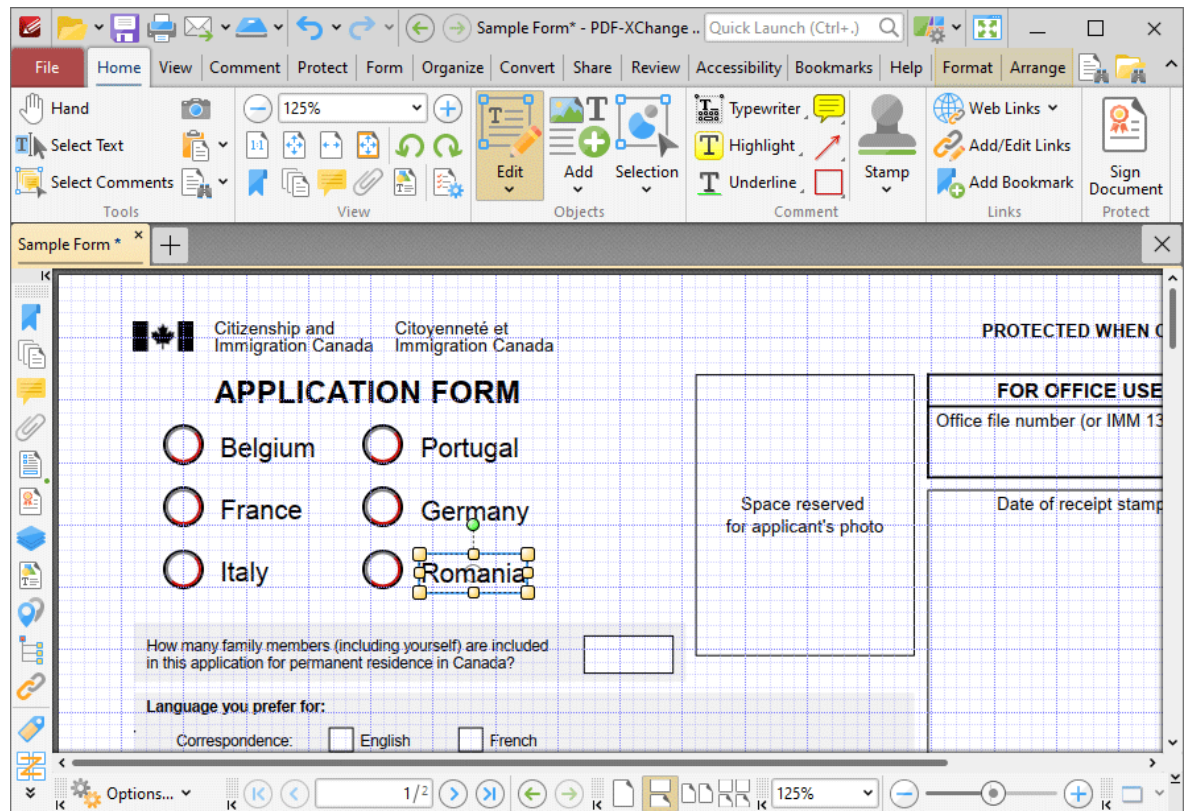 Sample Form* - PDF-XChange ..
Quick Launch (Ctrl+.)
File Home View Comment Protect Form Organize Convert Share Review Accessibility Bookmarks Help Format Arrange
Hand
Select Text
Select Comments
Tools
125%
1:1
View
Edit
Add
Selection
Objects
Typewriter
Highlight
Underline
Stamp
Comment
Web Links
Add/Edit Links
Add Bookmark
Links
Sign
Document
Protect
Sample Form *
Citizenship and
Immigration Canada
Citoyenneté et
Immigration Canada
PROTECTED WHEN
APPLICATION FORM
Belgium Portugal
France Germany
Italy Romania
Space reserved
for applicant's photo
FOR OFFICE USE
Office file number (or IMM 13
Date of receipt stamp
How many family members (including yourself) are included
in this application for permanent residence in Canada?
Language you prefer for:
Correspondence: English French
Options...
1/2
125%